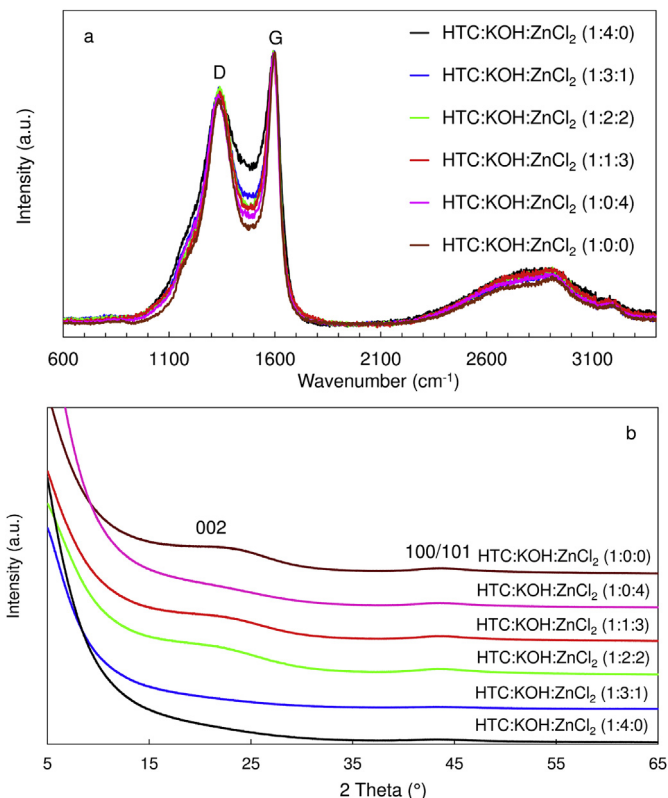 a
D
G
HTC:KOH:ZnCl₂ (1:4:0)
HTC:KOH:ZnCl₂ (1:3:1)
HTC:KOH:ZnCl₂ (1:2:2)
HTC:KOH:ZnCl₂ (1:1:3)
HTC:KOH:ZnCl₂ (1:0:4)
HTC:KOH:ZnCl₂ (1:0:0)
Intensity (a.u.)
600 1100 1600 2100 2600 3100
Wavenumber (cm⁻¹)
b
002
100/101
HTC:KOH:ZnCl₂ (1:0:0)
HTC:KOH:ZnCl₂ (1:0:4)
HTC:KOH:ZnCl₂ (1:1:3)
HTC:KOH:ZnCl₂ (1:2:2)
HTC:KOH:ZnCl₂ (1:3:1)
HTC:KOH:ZnCl₂ (1:4:0)
Intensity (a.u.)
5 15 25 35 45 55 65
2 Theta (°)